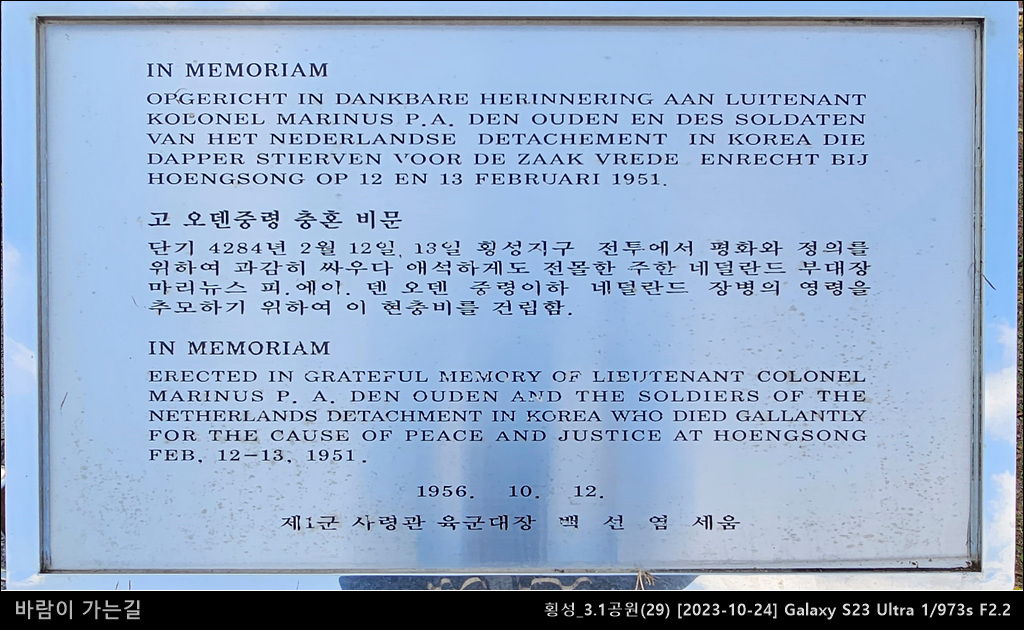 IN MEMORIAM
OPGERICHT IN DANKBARE HERINNERING AAN LUITENANT
KOLONEL MARINUS P.A. DEN OUDEN EN DES SOLDATEN
VAN HET NEDERLANDSE DETACHEMENT IN KOREA DIE
DAPPER STIERVEN VOOR DE ZAAK VREDE ENRECHT BIJ
HOENGSONG OP 12 EN 13 FEBRUARI 1951.
고 오덴중령 충혼 비문
단기 4284년 2월 12일, 13일 횡성지구 전투에서 평화와 정의를
위하여 과감히 싸우다 애석하게도 전몰한 주한 네덜란드 부대장
마리뉴스 피.에이. 덴 오덴 중령이하 네덜란드 장병의 영령을
추모하기 위하여 이 현충비를 건립함.
IN MEMORIAM
ERECTED IN GRATEFUL MEMORY OF LIEUTENANT COLONEL
MARINUS P. A. DEN OUDEN AND THE SOLDIERS OF THE
NETHERLANDS DETACHMENT IN KOREA WHO DIED GALLANTLY
FOR THE CAUSE OF PEACE AND JUSTICE AT HOENGSONG
FEB, 12-13, 1951.
1956. 10. 12.
제1군 사령관 육군대장 백 선 엽 세움
바람이 가는길
횡성_3.1공원(29) [2023-10-24] Galaxy S23 Ultra 1/973s F2.2